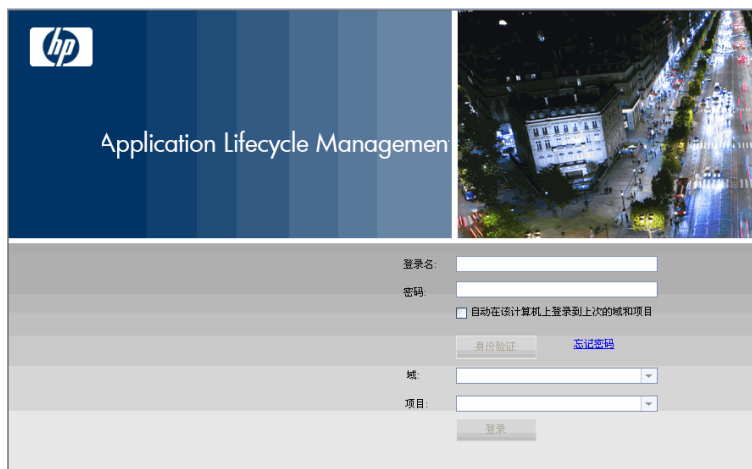 hp
Application Lifecycle Managemen
登录名:
密码:
自动在该计算机上登录到上次的域和项目
身份验证
忘记密码
域:
项目:
登录